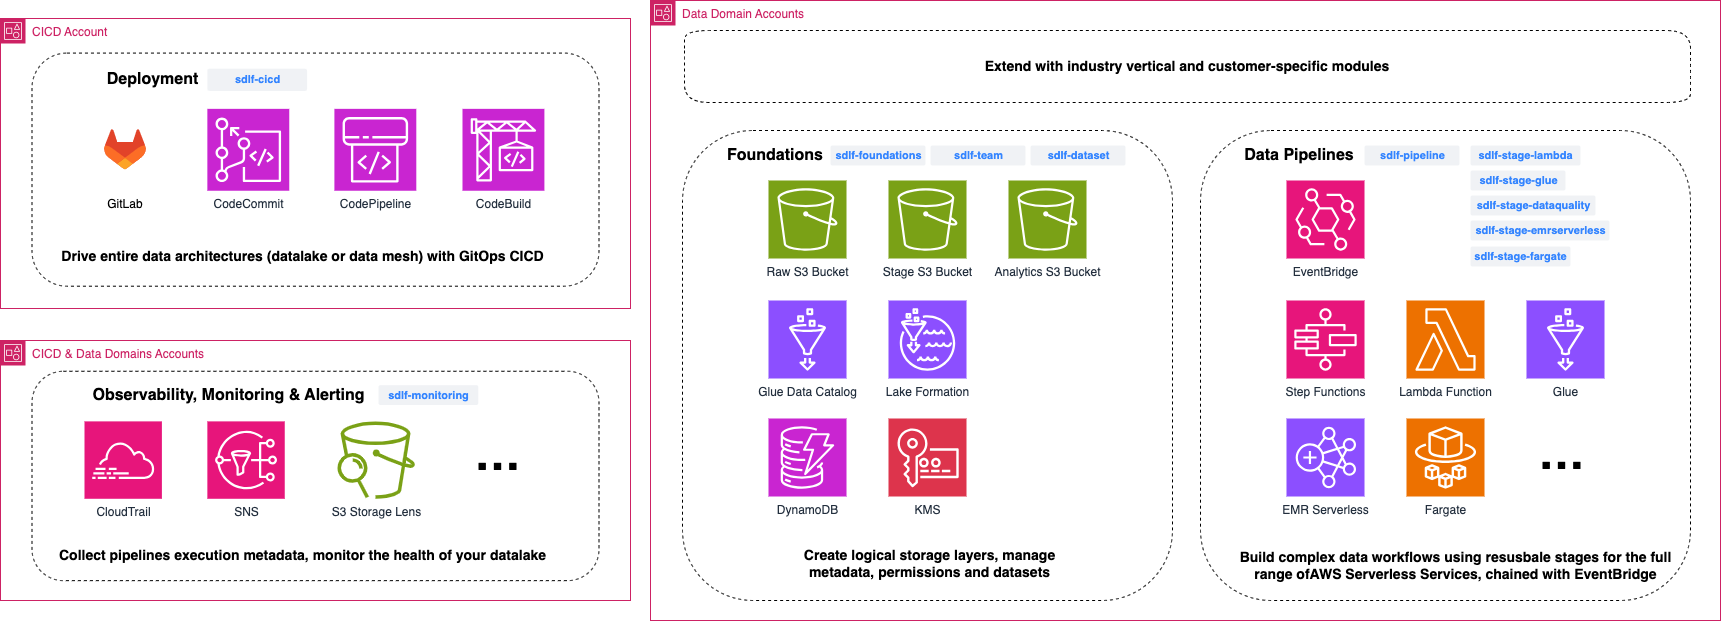 CICD Account
Deployment
sdlf-cicd
GitLab
CodeCommit
CodePipeline
CodeBuild
Drive entire data architectures (datalake or data mesh) with GitOps CICD
CICD & Data Domains Accounts
Observability, Monitoring & Alerting
sdlf-monitoring
CloudTrail
SNS
S3 Storage Lens
...
Collect pipelines execution metadata, monitor the health of your datalake
Data Domain Accounts
Extend with industry vertical and customer-specific modules
Foundations
sdlf-foundations
sdlf-team
sdlf-dataset
Raw S3 Bucket
Stage S3 Bucket
Analytics S3 Bucket
Glue Data Catalog
Lake Formation
DynamoDB
KMS
Create logical storage layers, manage
metadata, permissions and datasets
Data Pipelines
sdlf-pipeline
sdlf-stage-lambda
sdlf-stage-glue
sdlf-stage-dataquality
sdlf-stage-emrserverless
sdlf-stage-fargate
EventBridge
Step Functions
Lambda Function
Glue
EMR Serverless
Fargate
...
Build complex data workflows using resusbale stages for the full
range ofAWS Serverless Services, chained with EventBridge